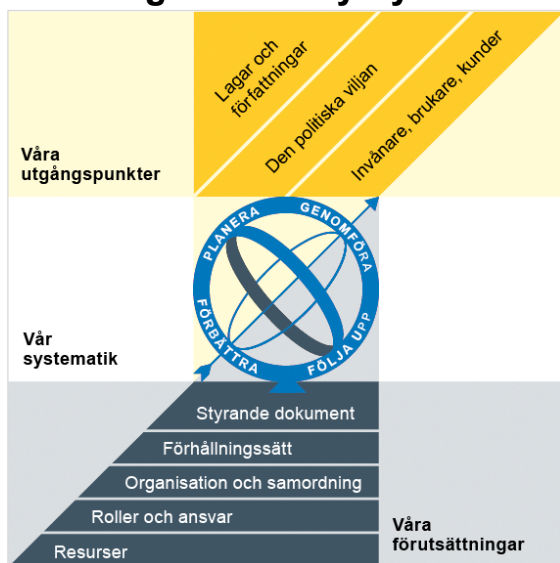 Lagar och
författningar
Den politiska viljan
Invånare, brukare, kunder
Våra
utgångspunkter
PLANERA
GENOMFÖRA
FÖLJA UPP
FÖRBÄTTRA
Vår
systematik
Styrande dokument
Förhållningssätt
Organisation och samordning
Roller och ansvar
Resurser
Våra
förutsättningar